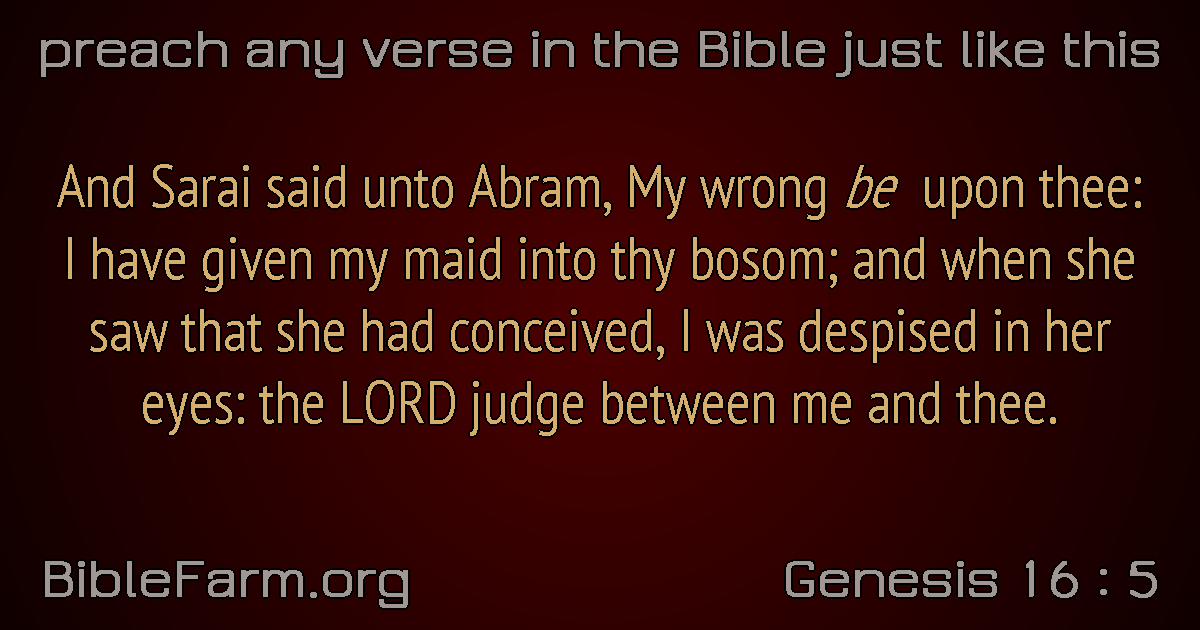 preach any verse in the Bible just like this
And Sarai said unto Abram, My wrong be upon thee:
I have given my maid into thy bosom; and when she
saw that she had conceived, I was despised in her
eyes: the LORD judge between me and thee.
BibleFarm.org
Genesis 16 : 5